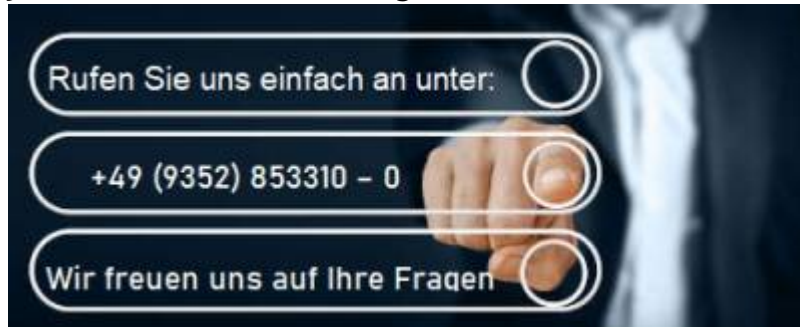 Rufen Sie uns einfach an unter:
+49 (9352) 853310 – 0
Wir freuen uns auf Ihre Fragen